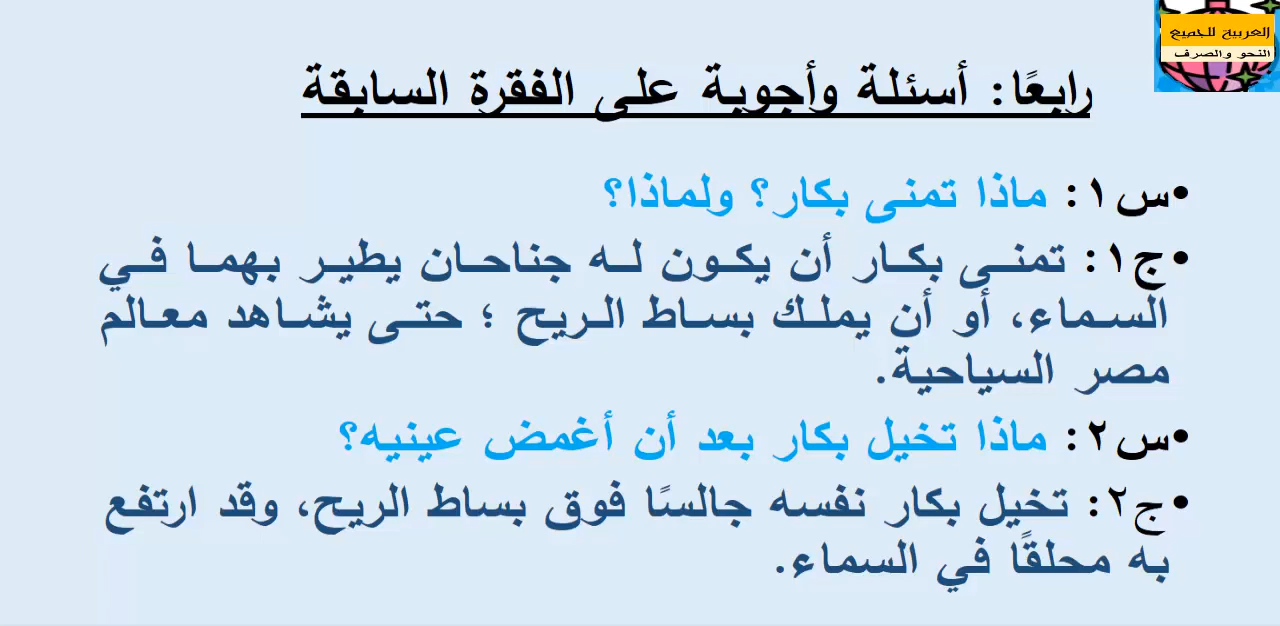 العربية للجميع
النحو والصرف
رابعًا: أسئلة وأجوبة على الفقرة السابقة
•س١: ماذا تمنى بكار؟ ولماذا؟
•ج١: تمنى بكار أن يكون له جناحان يطير بهما في
السماء، أو أن يملك بساط الريح ؛ حتى يشاهد معالم
مصر السياحية.
•س٢: ماذا تخيل بكار بعد أن أغمض عينيه؟
•ج٢: تخيل بكار نفسه جالسًا فوق بساط الريح، وقد ارتفع
به محلقًا في السماء.